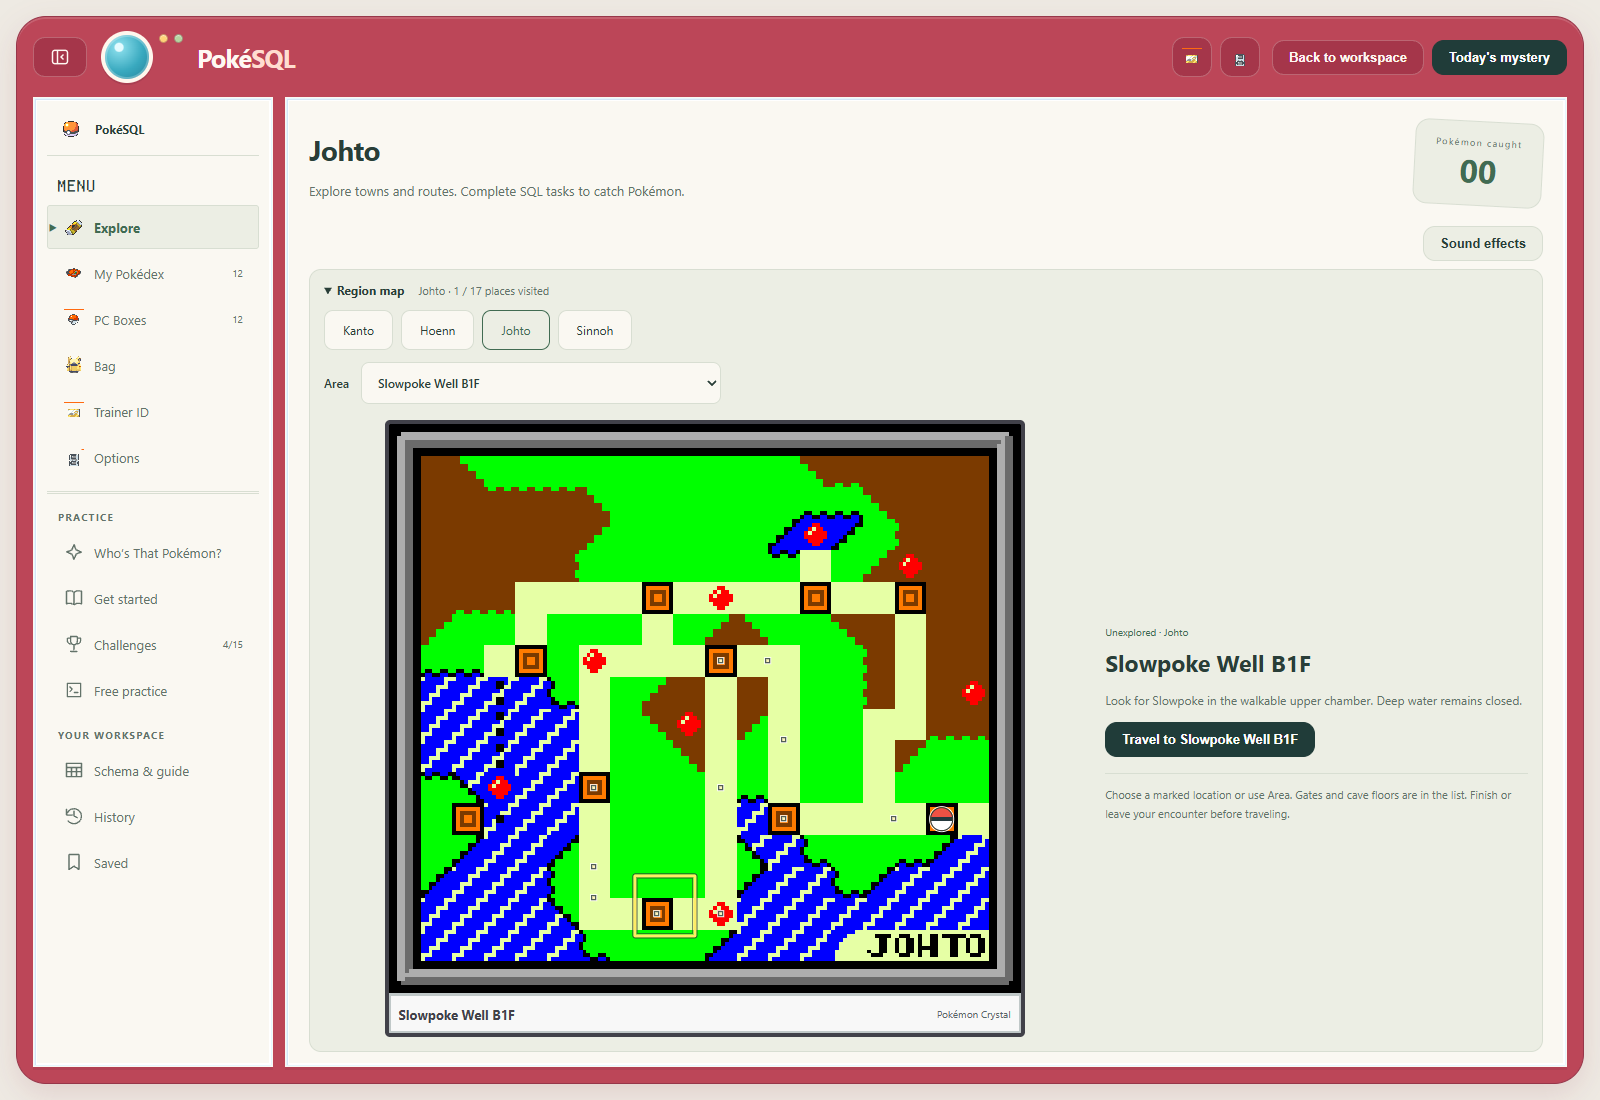 PokéSQL
Back to workspace
Today's mystery
PokéSQL
MENU
Explore
My Pokédex 12
PC Boxes 12
Bag
Trainer ID
Options
PRACTICE
Who's That Pokémon?
Get started
Challenges 4/15
Free practice
YOUR WORKSPACE
Schema & guide
History
Saved
Johto
Explore towns and routes. Complete SQL tasks to catch Pokémon.
Pokémon caught
00
Sound effects
Region map Johto · 1 / 17 places visited
Kanto Hoenn Johto Sinnoh
Area Slowpoke Well B1F
JOHTO
Slowpoke Well B1F Pokémon Crystal
Unexplored · Johto
Slowpoke Well B1F
Look for Slowpoke in the walkable upper chamber. Deep water remains closed.
Travel to Slowpoke Well B1F
Choose a marked location or use Area. Gates and cave floors are in the list. Finish or
leave your encounter before traveling.